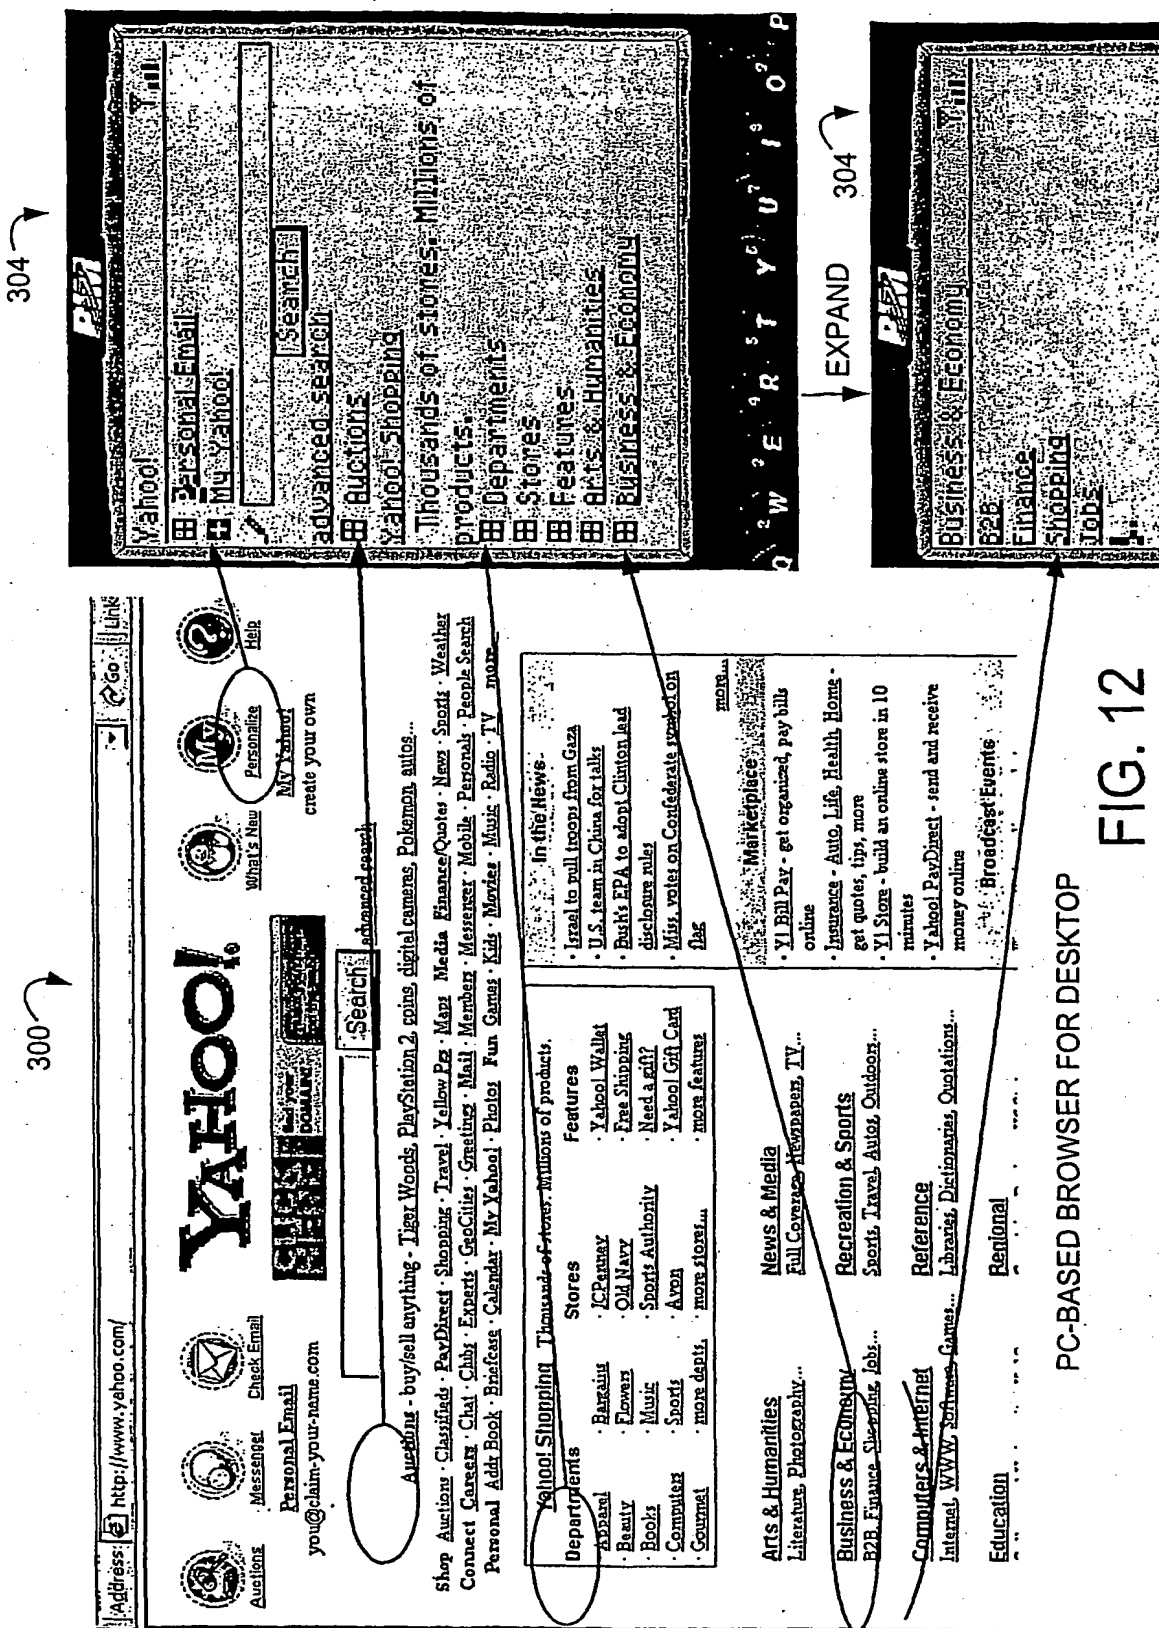 300
Address: http://www.yahoo.com/ Go Link
YAHOO!
Auctions Messenger Check Email What's New Personalize Help
Personal Email
you@claim-your-name.com
find your
DOMAIN
My Yahoo!
create your own
Search advanced search
Auctions - buy/sell anything - Tiger Woods, PlayStation 2, coins, digital cameras, Pokemon, autos...
Shop Auctions · Classifieds · PayDirect · Shopping · Travel · Yellow Pgs · Maps Media Finance/Quotes · News · Sports · Weather
Connect Careers · Chat · Clubs · Experts · GeoCities · Greetings · Mail · Members · Messenger · Mobile · Personals · People Search
Personal Addr Book · Briefcase · Calendar · My Yahoo! · Photos Fun Games · Kids · Movies · Music · Radio · TV more...
Yahoo! Shopping Thousands of stores. Millions of products.
Departments Stores Features
· Apparel · Bargains · JCPenney · Yahoo! Wallet
· Beauty · Flowers · Old Navy · Free Shipping
· Books · Music · Sports Authority · Need a gift?
· Computers · Sports · Avon · Yahoo! Gift Card
· Gourmet · more depts. · more stores... · more features
Arts & Humanities
Literature, Photography...
News & Media
Full Coverage, Newspapers, TV...
Business & Economy
B2B, Finance, Shopping, Jobs...
Recreation & Sports
Sports, Travel, Autos, Outdoors...
Computers & Internet
Internet, WWW, Software, Games...
Reference
Libraries, Dictionaries, Quotations...
Education
Regional
In the News
· Israel to pull troops from Gaza
· U.S. team in China for talks
· Bush's EPA to adopt Clinton lead
disclosure rules
· Miss. votes on Confederate symbol on
flag
more...
Marketplace
· Y! Bill Pay - get organized, pay bills
online
· Insurance - Auto, Life, Health, Home -
get quotes, tips, more
· Y! Store - build an online store in 10
minutes
· Yahoo! PayDirect - send and receive
money online
Broadcast Events
PC-BASED BROWSER FOR DESKTOP
304
Yahoo!
Personal Email
My Yahoo!
Search
advanced search
Auctions
Yahoo! Shopping
Thousands of stores. Millions of
products.
Departments
Stores
Features
Arts & Humanities
Business & Economy
Q W E R T Y U I O P
EXPAND
304
Business & Economy
B2B
Finance
Shopping
Jobs
FIG. 12